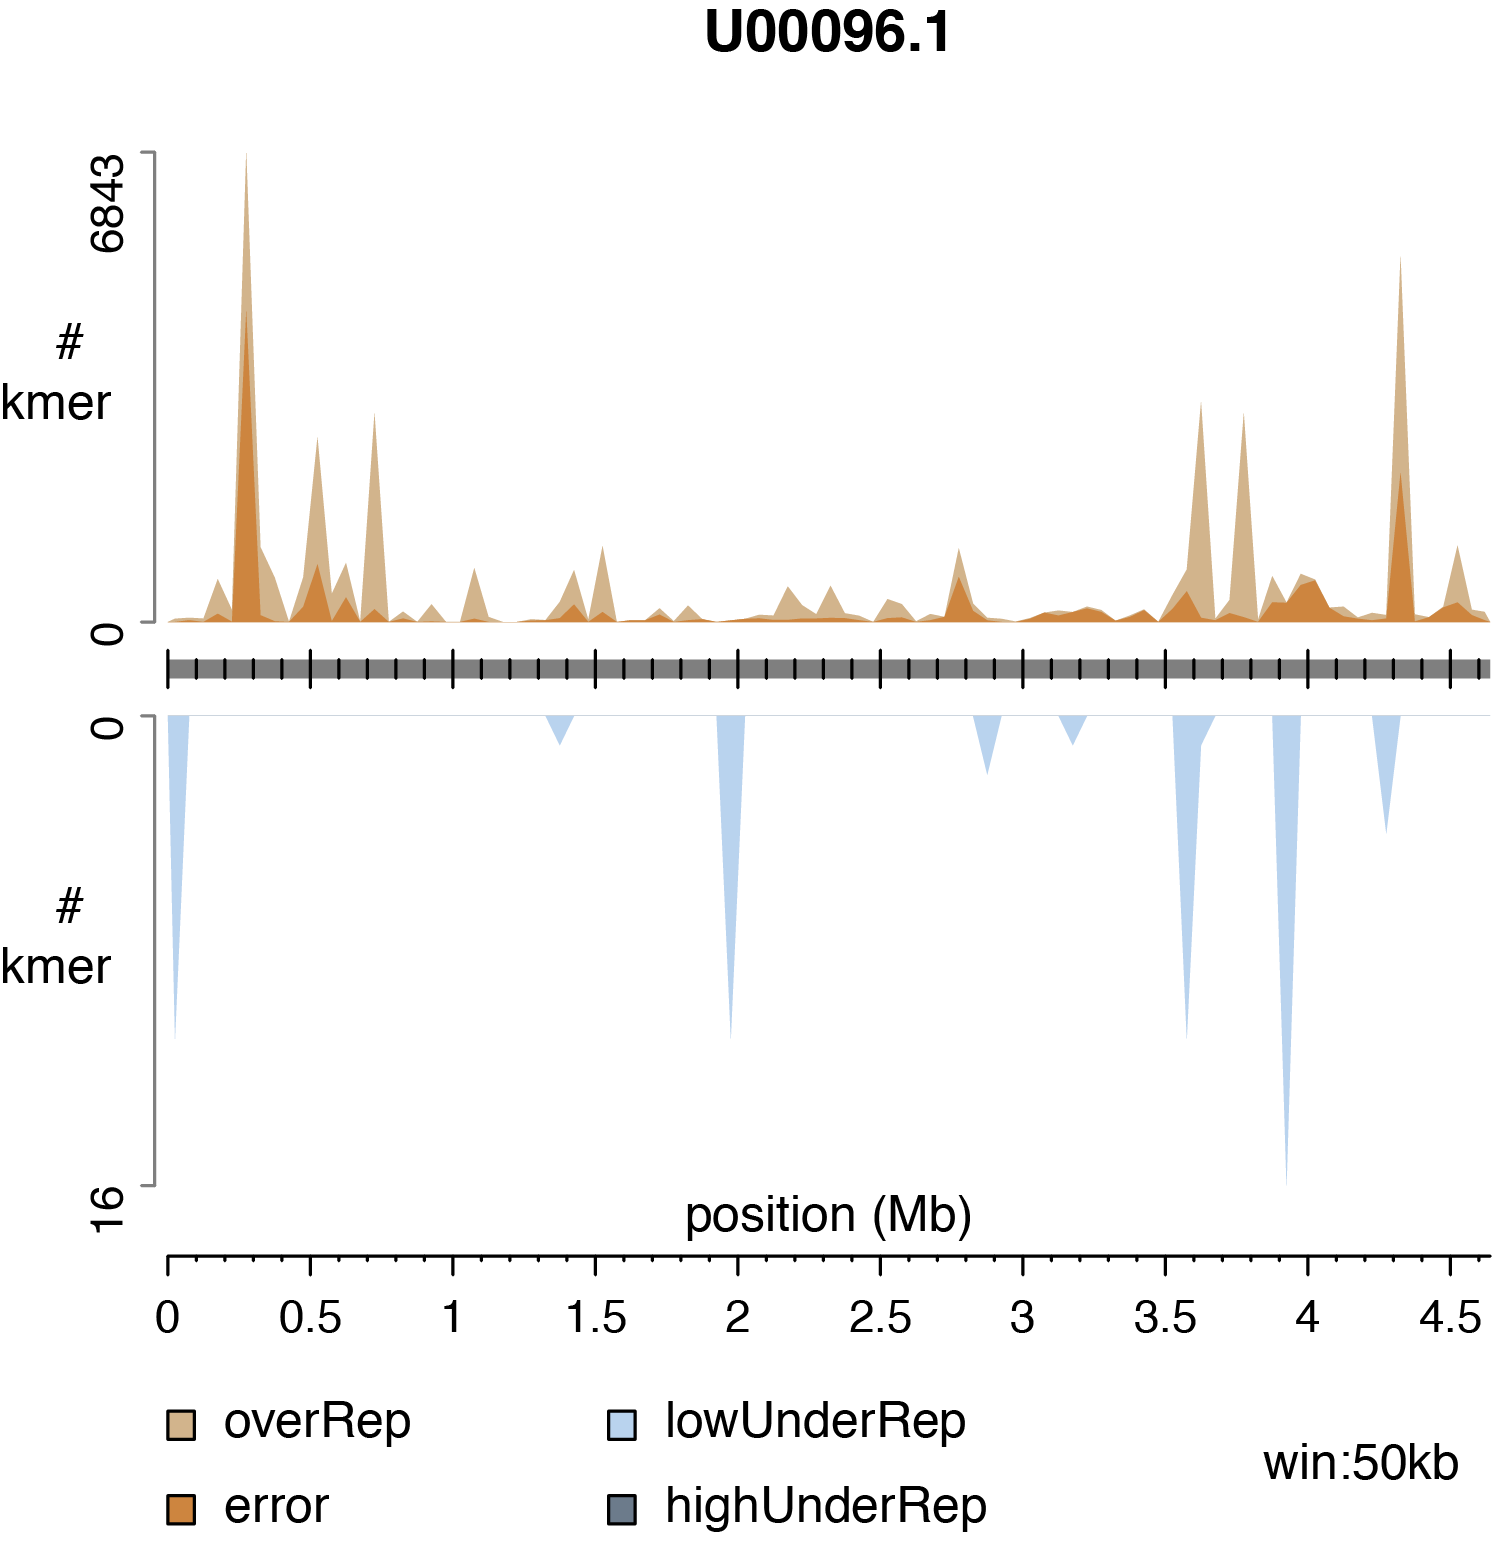 U00096.1
6843
#
kmer
0
0
#
kmer
16
position (Mb)
0 0.5 1 1.5 2 2.5 3 3.5 4 4.5
overRep lowUnderRep
win:50kb
error highUnderRep